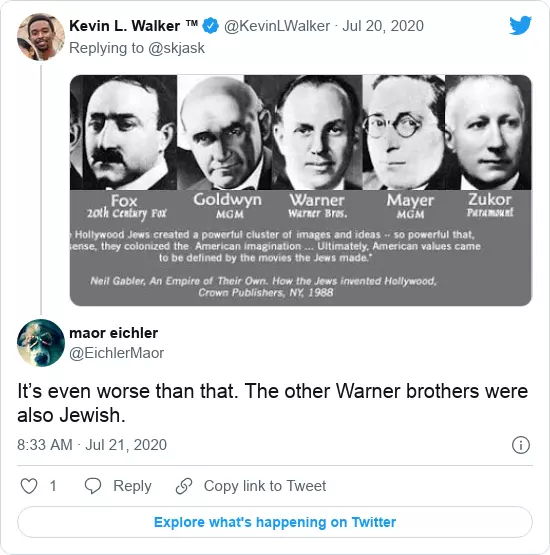 Kevin L. Walker ™ @KevinLWalker · Jul 20, 2020
Replying to @skjask
Fox Goldwyn Warner Mayer Zukor
20th Century Fox MGM Warner Bros. MGM Paramount
Hollywood Jews created a powerful cluster of images and ideas -- so powerful that,
sense, they colonized the American imagination ... Ultimately, American values came
to be defined by the movies the Jews made."
Neil Gabler, An Empire of Their Own. How the Jews invented Hollywood,
Crown Publishers, NY, 1988
maor eichler
@EichlerMaor
It's even worse than that. The other Warner brothers were
also Jewish.
8:33 AM · Jul 21, 2020
1 Reply Copy link to Tweet
Explore what's happening on Twitter